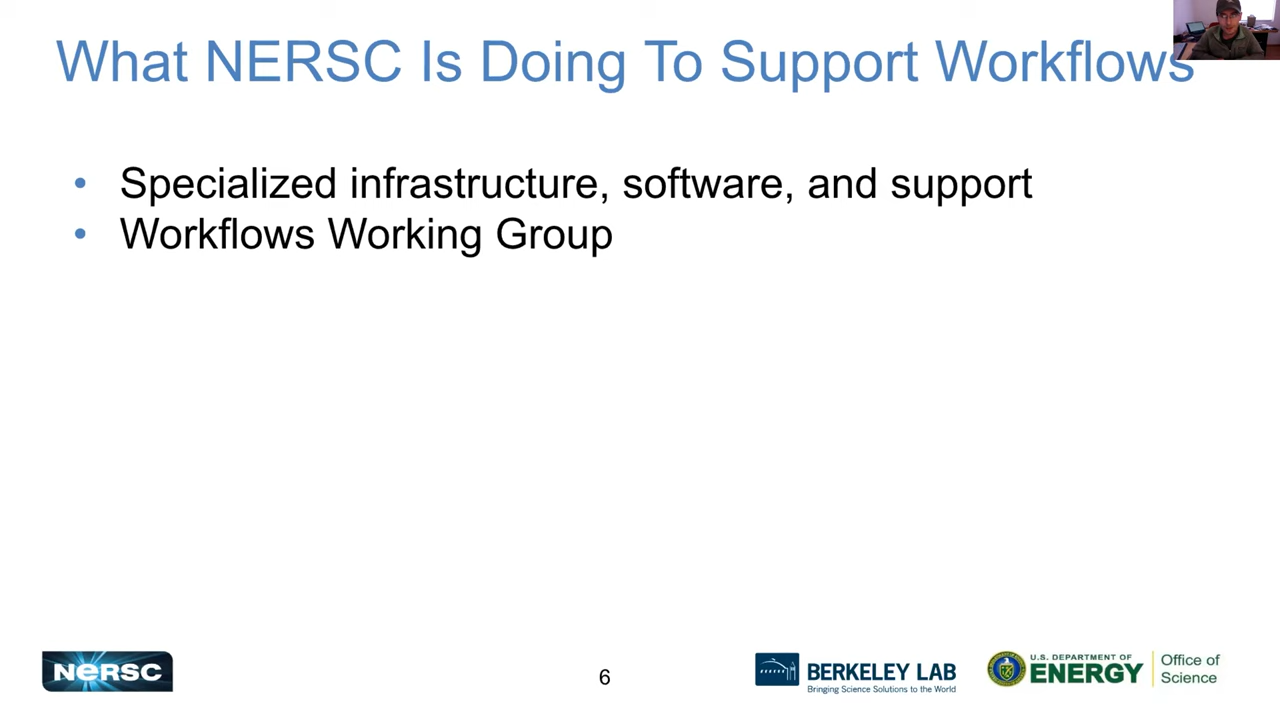 What NERSC Is Doing To Support Workflows
• Specialized infrastructure, software, and support
• Workflows Working Group
NERSC
6
BERKELEY LAB
Bringing Science Solutions to the World
U.S. DEPARTMENT OF
ENERGY
Office of
Science